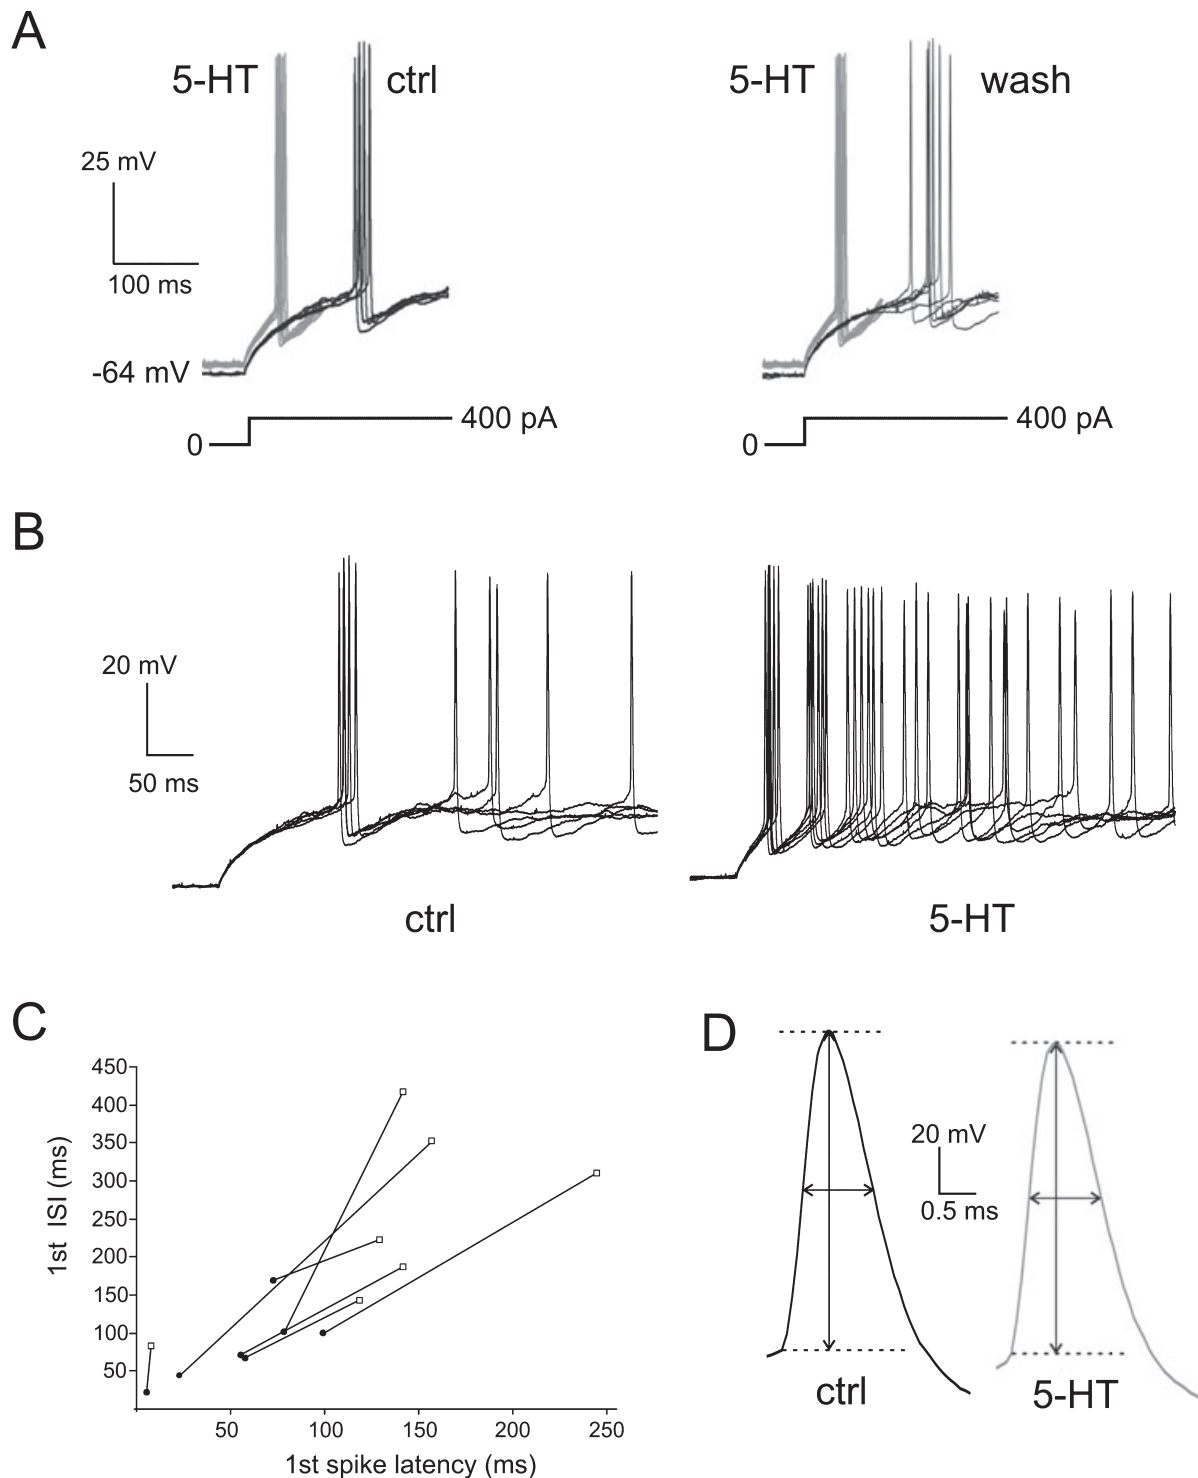 A
5-HT ctrl 5-HT wash
25 mV
100 ms
-64 mV
0 400 pA 0 400 pA
B
20 mV
50 ms
ctrl 5-HT
C
1st ISI (ms)
450
400
350
300
250
200
150
100
50
50 100 150 200 250
1st spike latency (ms)
D
20 mV
0.5 ms
ctrl 5-HT